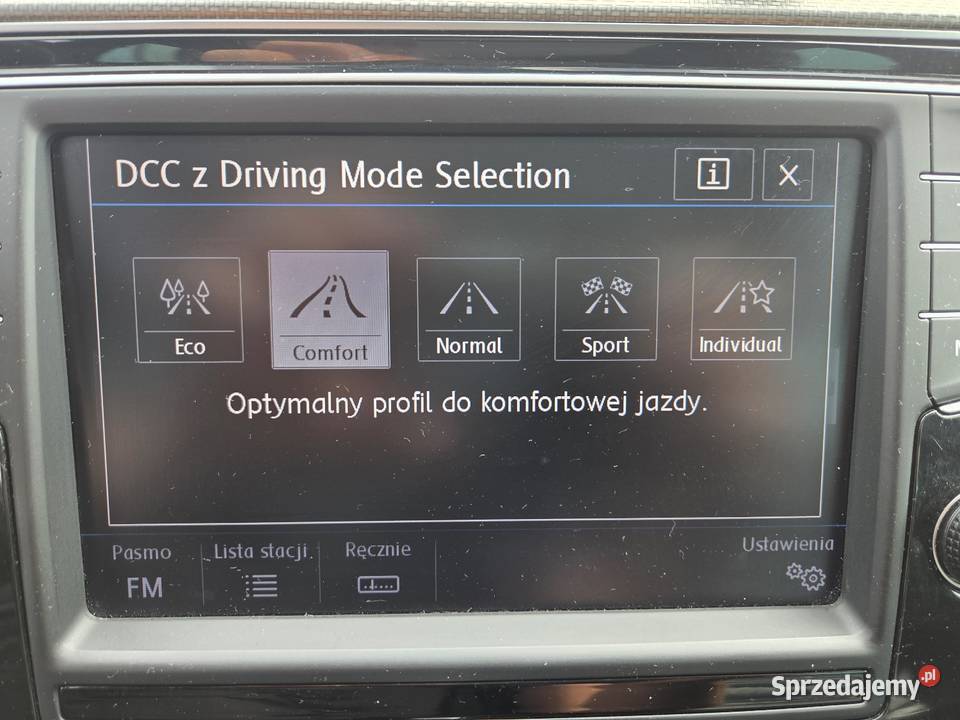 DCC z Driving Mode Selection
Eco
Comfort
Normal
Sport
Individual
Optymalny profil do komfortowej jazdy.
Pasmo
FM
Lista stacji
Ręcznie
Ustawienia
Sprzedajemy.pl